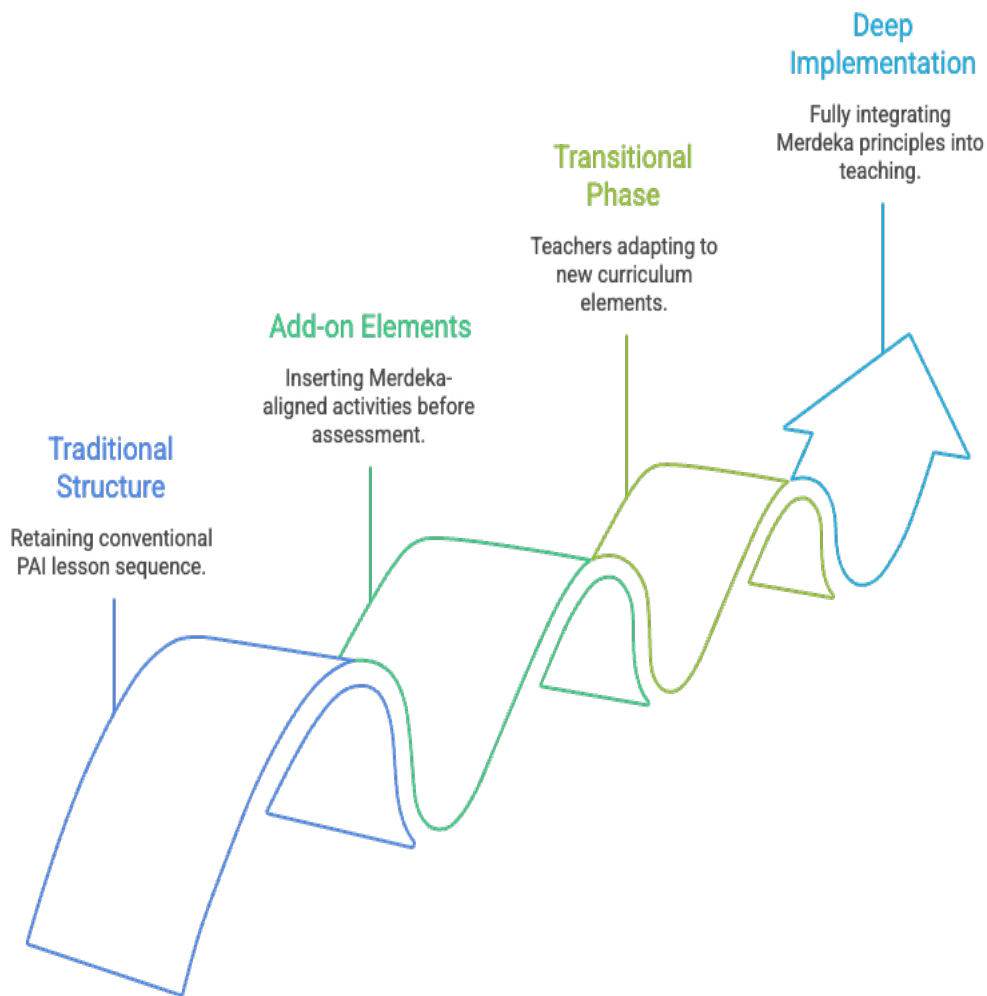 Traditional
Structure
Retaining conventional
PAI lesson sequence.
Add-on Elements
Inserting Merdeka-
aligned activities before
assessment.
Transitional
Phase
Teachers adapting to
new curriculum
elements.
Deep
Implementation
Fully integrating
Merdeka principles into
teaching.